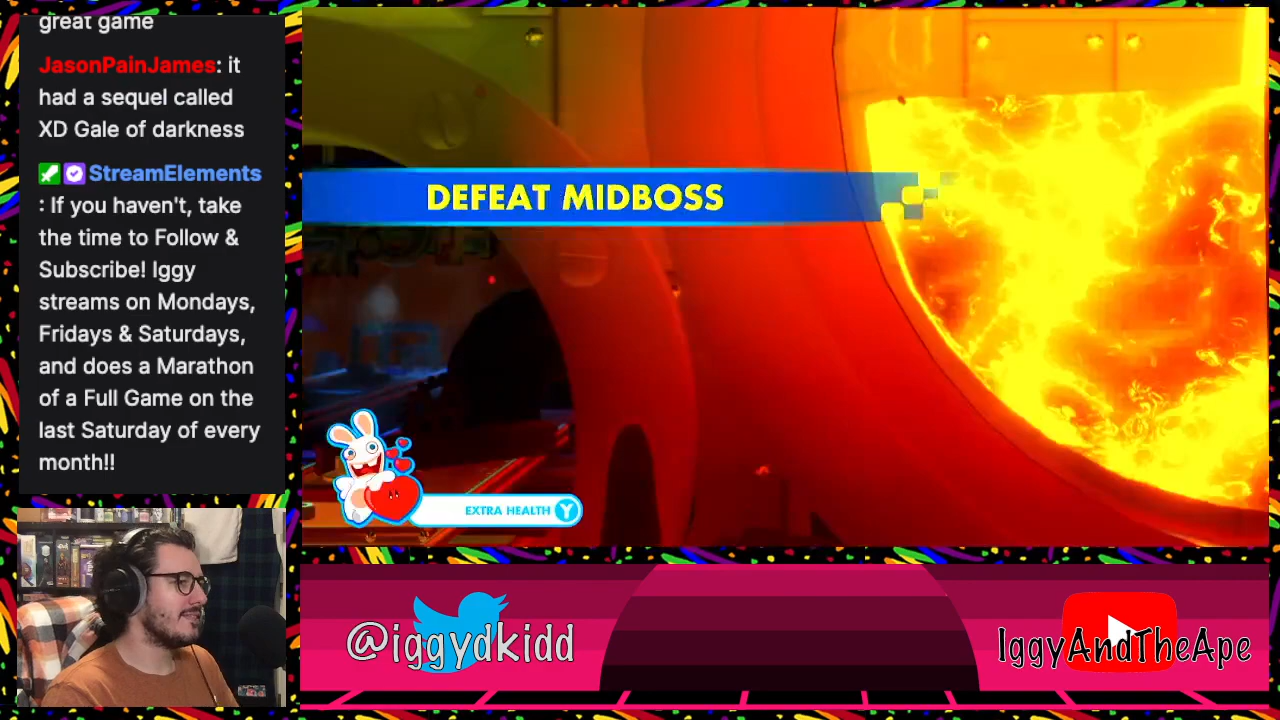 great game
JasonPainJames: it
had a sequel called
XD Gale of darkness
StreamElements
: If you haven't, take
the time to Follow &
Subscribe! Iggy
streams on Mondays,
Fridays & Saturdays,
and does a Marathon
of a Full Game on the
last Saturday of every
month!!
DEFEAT MIDBOSS
EXTRA HEALTH Y
@iggydkidd
IggyAndTheApe